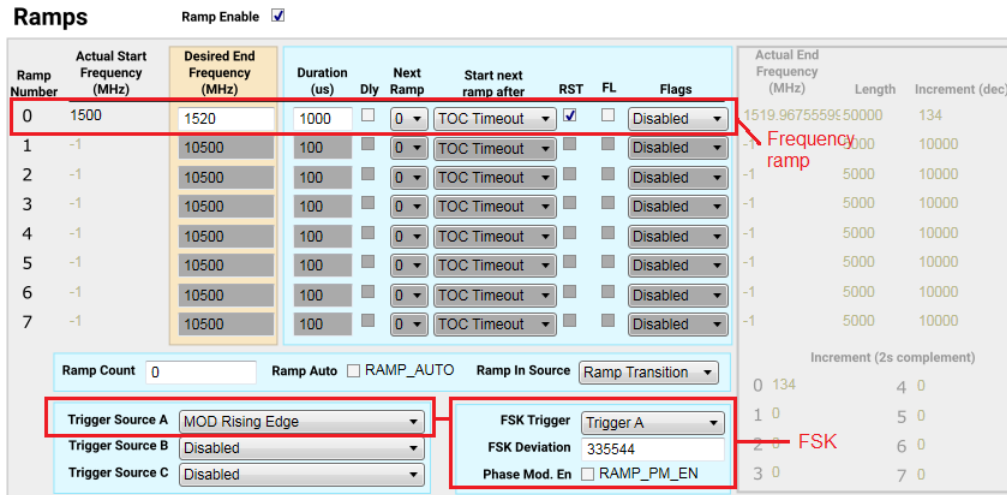 Ramps Ramp Enable
Ramp Number Actual Start Frequency (MHz) Desired End Frequency (MHz) Duration (us) Dly Next Ramp Start next ramp after RST FL Flags Actual End Frequency (MHz) Length Increment (dec)
0 1500 1520 1000 0 TOC Timeout Disabled 1519.967555599 50000 134
Frequency ramp
1 -1 10500 100 0 TOC Timeout Disabled -1 5000 10000
2 -1 10500 100 0 TOC Timeout Disabled -1 5000 10000
3 -1 10500 100 0 TOC Timeout Disabled -1 5000 10000
4 -1 10500 100 0 TOC Timeout Disabled -1 5000 10000
5 -1 10500 100 0 TOC Timeout Disabled -1 5000 10000
6 -1 10500 100 0 TOC Timeout Disabled -1 5000 10000
7 -1 10500 100 0 TOC Timeout Disabled -1 5000 10000
Ramp Count 0 Ramp Auto RAMP_AUTO Ramp In Source Ramp Transition
Increment (2s complement)
0 134 4 0
1 0 5 0
2 0 6 0
3 0 7 0
Trigger Source A MOD Rising Edge FSK Trigger Trigger A
Trigger Source B Disabled FSK Deviation 335544
Trigger Source C Disabled Phase Mod. En RAMP_PM_EN
FSK